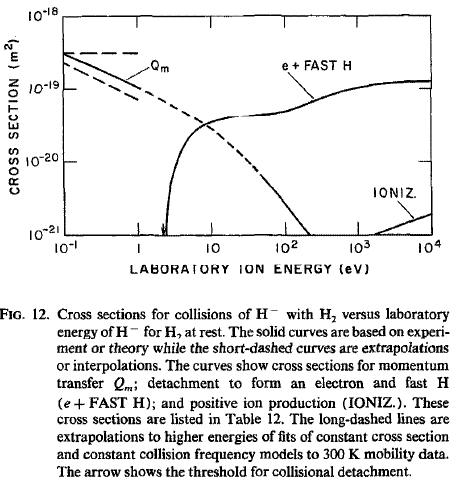 10⁻¹⁸
10⁻¹⁹
10⁻²⁰
10⁻²¹
CROSS SECTION (m²)
Qm
e + FAST H
IONIZ.
10⁻¹ 1 10 10² 10³ 10⁴
LABORATORY ION ENERGY (eV)
FIG. 12. Cross sections for collisions of H⁻ with H₂ versus laboratory
energy of H⁻ for H₂ at rest. The solid curves are based on experi-
ment or theory while the short-dashed curves are extrapolations
or interpolations. The curves show cross sections for momentum
transfer Qm; detachment to form an electron and fast H
(e + FAST H); and positive ion production (IONIZ.). These
cross sections are listed in Table 12. The long-dashed lines are
extrapolations to higher energies of fits of constant cross section
and constant collision frequency models to 300 K mobility data.
The arrow shows the threshold for collisional detachment.